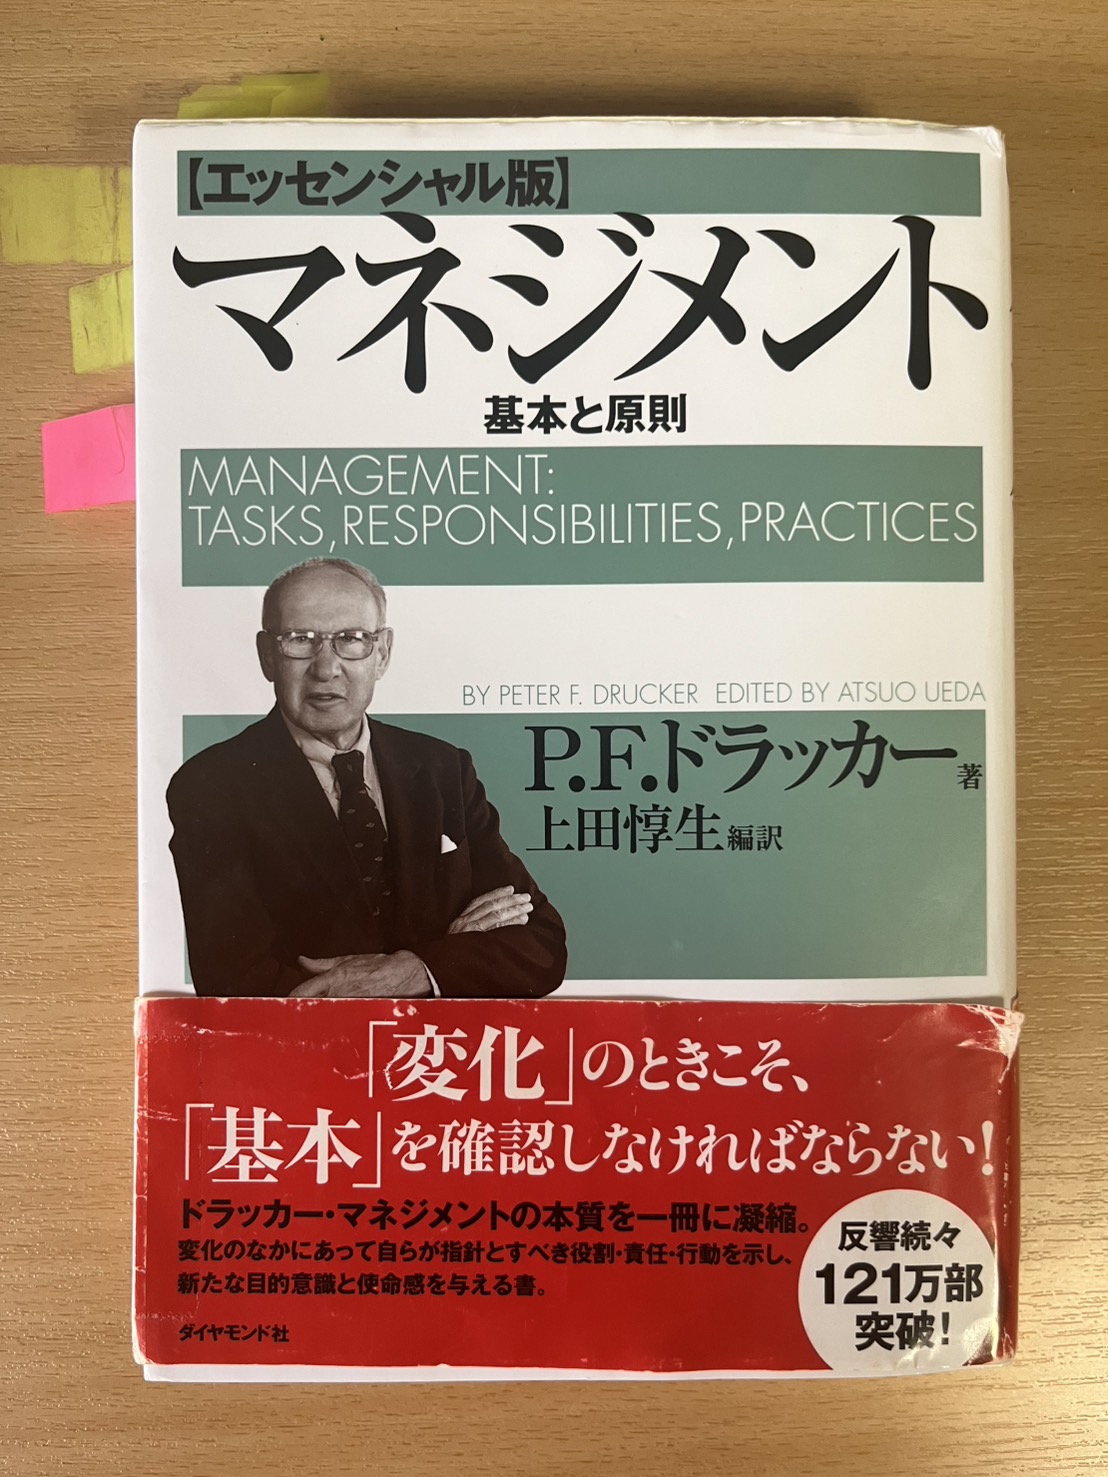 【エッセンシャル版】
マネジメント
基本と原則
MANAGEMENT:
TASKS,RESPONSIBILITIES,PRACTICES
BY PETER F. DRUCKER EDITED BY ATSUO UEDA
P.F.ドラッカー 著
上田惇生 編訳
「変化」のときこそ、
「基本」を確認しなければならない!
ドラッカー・マネジメントの本質を一冊に凝縮。
変化のなかにあって自らが指針とすべき役割・責任・行動を示し、
新たな目的意識と使命感を与える書。
ダイヤモンド社
反響続々
121万部
突破!